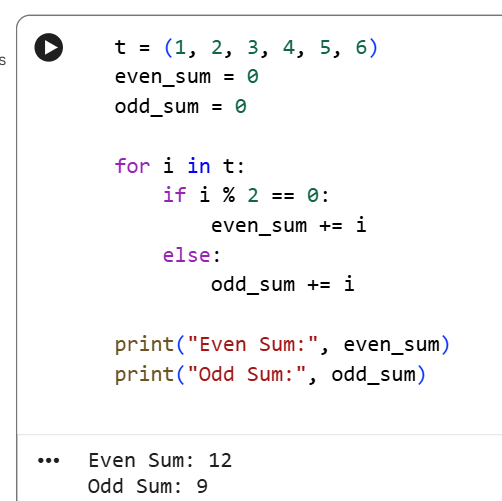 s
t = (1, 2, 3, 4, 5, 6)
even_sum = 0
odd_sum = 0

for i in t:
    if i % 2 == 0:
        even_sum += i
    else:
        odd_sum += i

print("Even Sum:", even_sum)
print("Odd Sum:", odd_sum)

••• Even Sum: 12
Odd Sum: 9